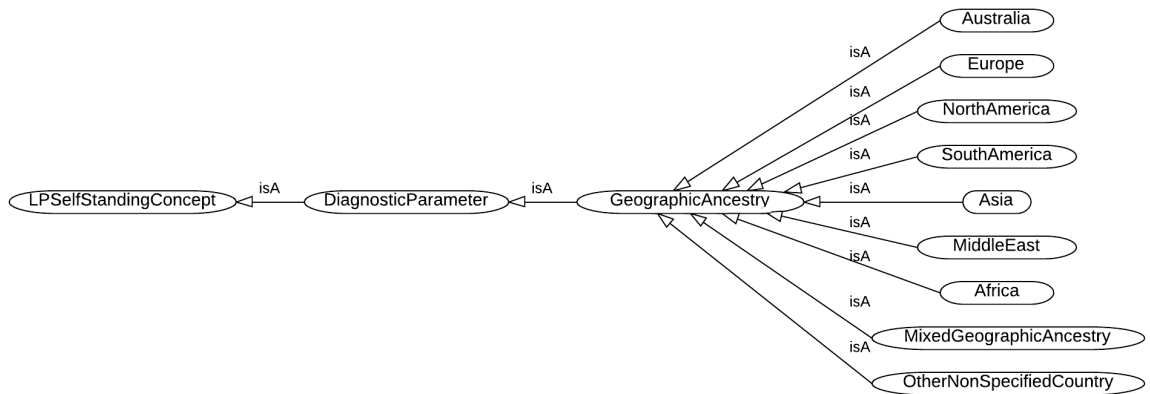 Australia
isA
Europe
isA
NorthAmerica
isA
SouthAmerica
isA
LPSelfStandingConcept
isA
DiagnosticParameter
isA
GeographicAncestry
isA
Asia
isA
MiddleEast
isA
Africa
isA
MixedGeographicAncestry
isA
OtherNonSpecifiedCountry